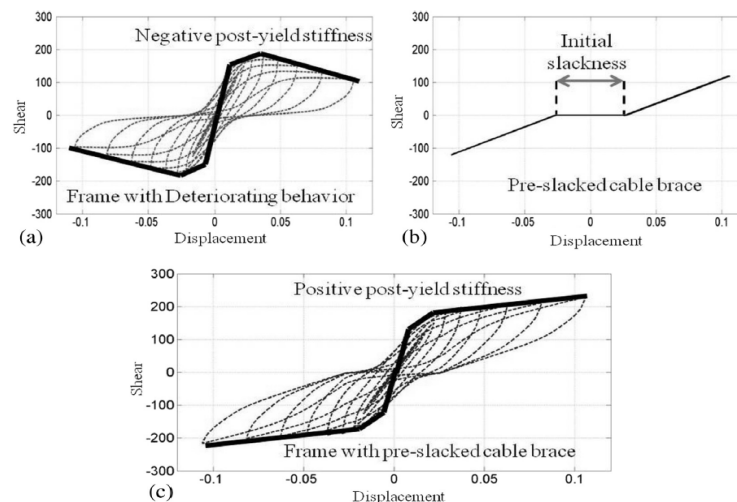 300
Negative post-yield stiffness
200
100
0
-100
-200
Frame with Deteriorating behavior
-300
-0.1 -0.05 0 0.05 0.1
Shear
Displacement
(a)
300
Initial
slackness
200
100
0
-100
Pre-slacked cable brace
-200
-300
-0.1 -0.05 0 0.05 0.1
Shear
Displacement
(b)
300
Positive post-yield stiffness
200
100
0
-100
-200
Frame with pre-slacked cable brace
-300
-0.1 -0.05 0 0.05 0.1
Shear
Displacement
(c)